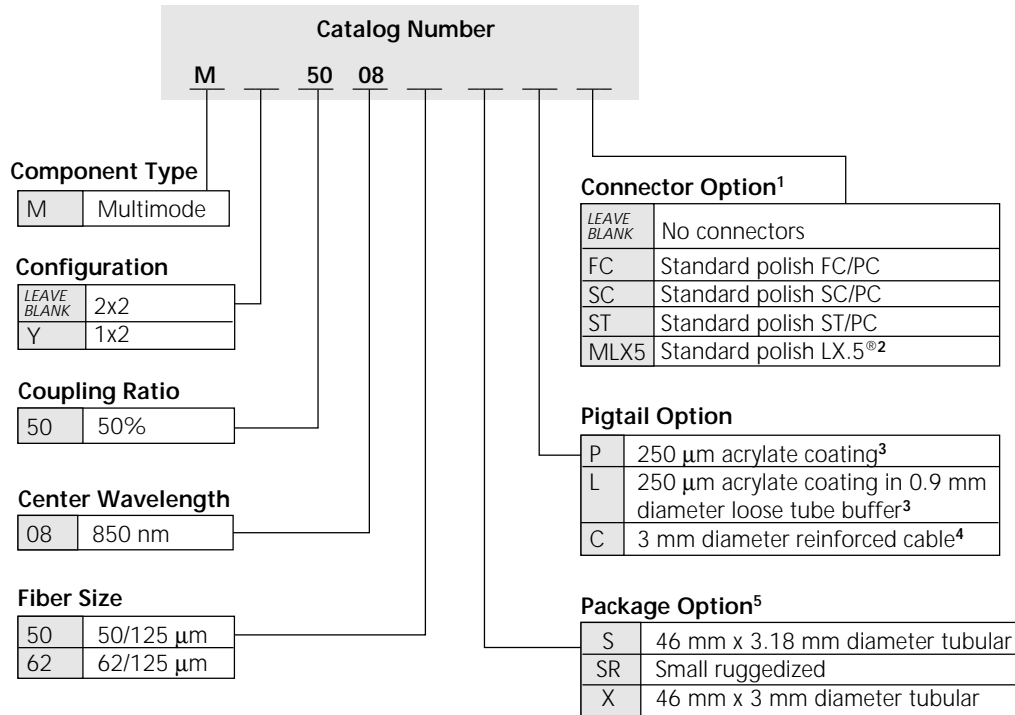 Catalog Number
M 50 08
Component Type
M Multimode
Configuration
LEAVE BLANK 2x2
Y 1x2
Coupling Ratio
50 50%
Center Wavelength
08 850 nm
Fiber Size
50 50/125 µm
62 62/125 µm
Connector Option1
LEAVE BLANK No connectors
FC Standard polish FC/PC
SC Standard polish SC/PC
ST Standard polish ST/PC
MLX5 Standard polish LX.5®2
Pigtail Option
P 250 µm acrylate coating3
L 250 µm acrylate coating in 0.9 mm
diameter loose tube buffer3
C 3 mm diameter reinforced cable4
Package Option5
S 46 mm x 3.18 mm diameter tubular
SR Small ruggedized
X 46 mm x 3 mm diameter tubular